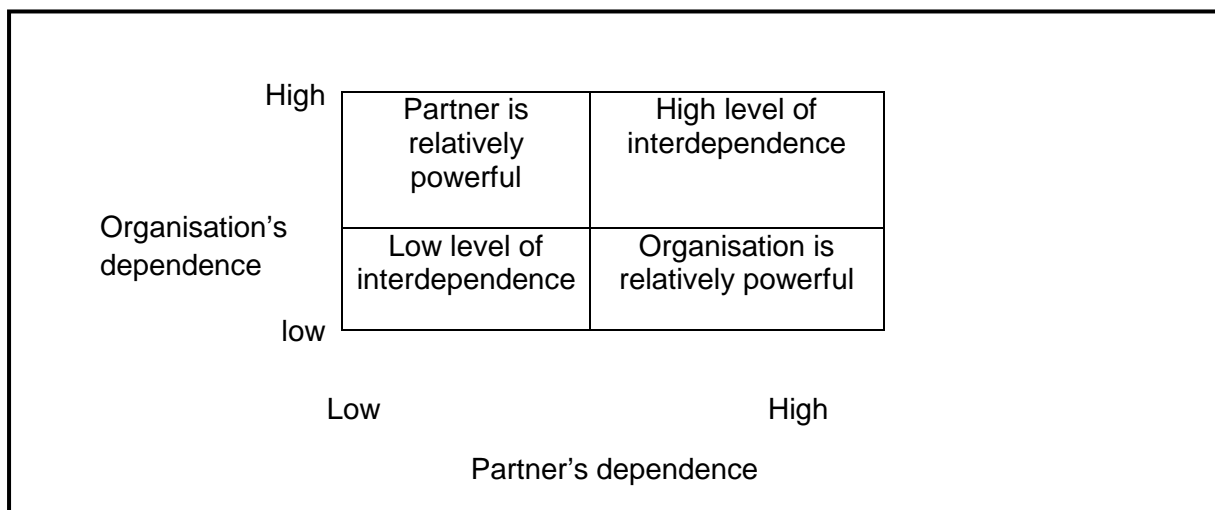 High
Partner is
relatively
powerful
High level of
interdependence
Organisation’s
dependence
Low level of
interdependence
Organisation is
relatively powerful
low
Low
High
Partner’s dependence